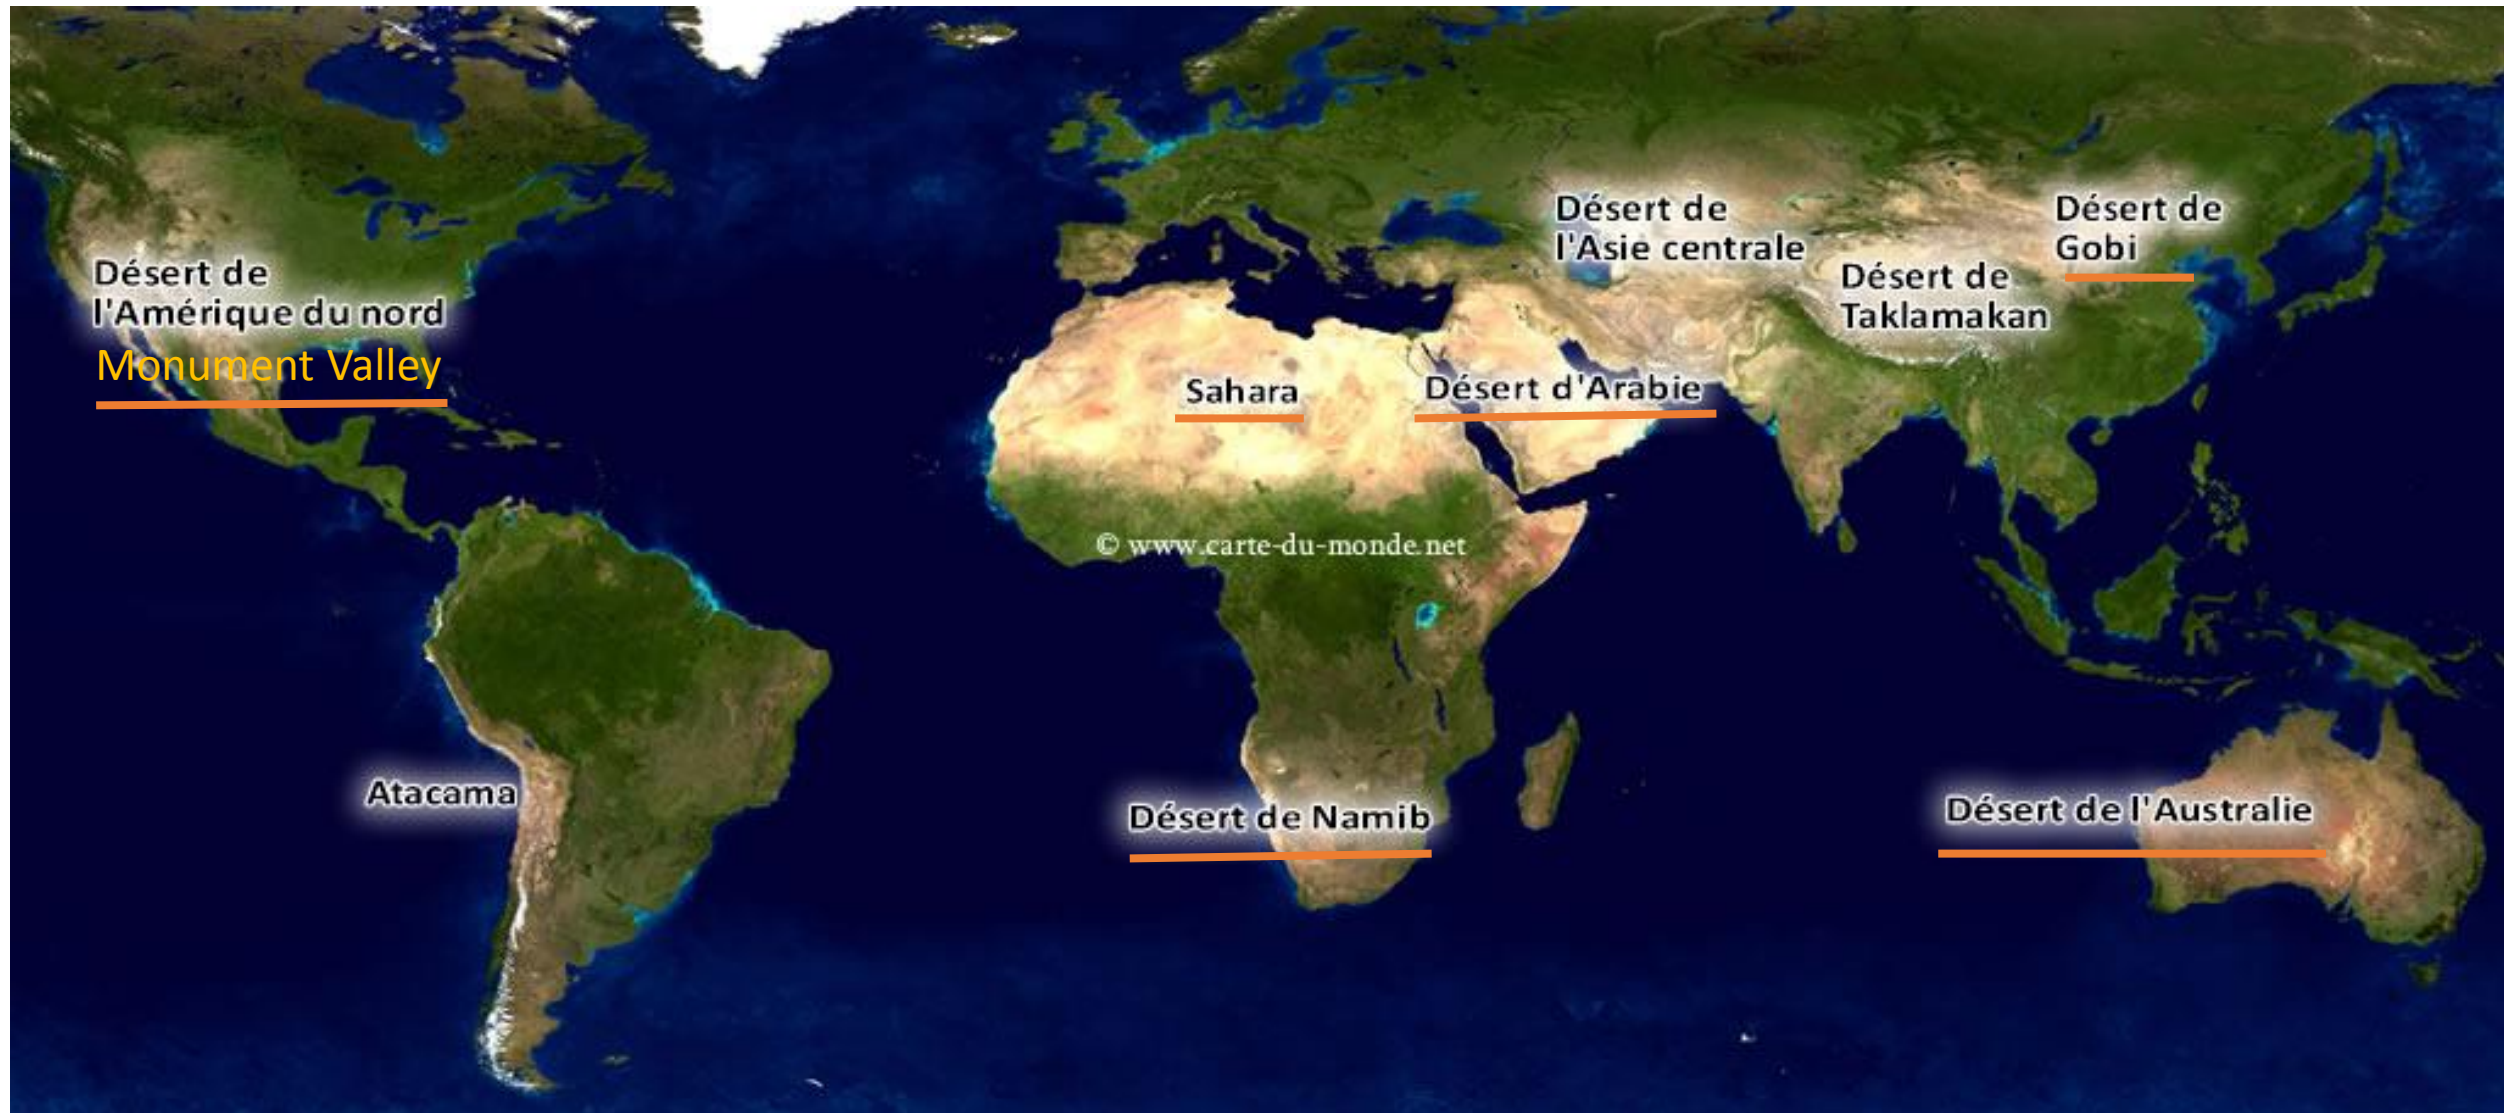 Désert de
l'Asie centrale
Désert de
Gobi
Désert de
l'Amérique du nord
Désert de
Taklamakan
Monument Valley
Sahara
Désert d'Arabie
© www.carte-du-monde.net
Atacama
Désert de Namib
Désert de l'Australie